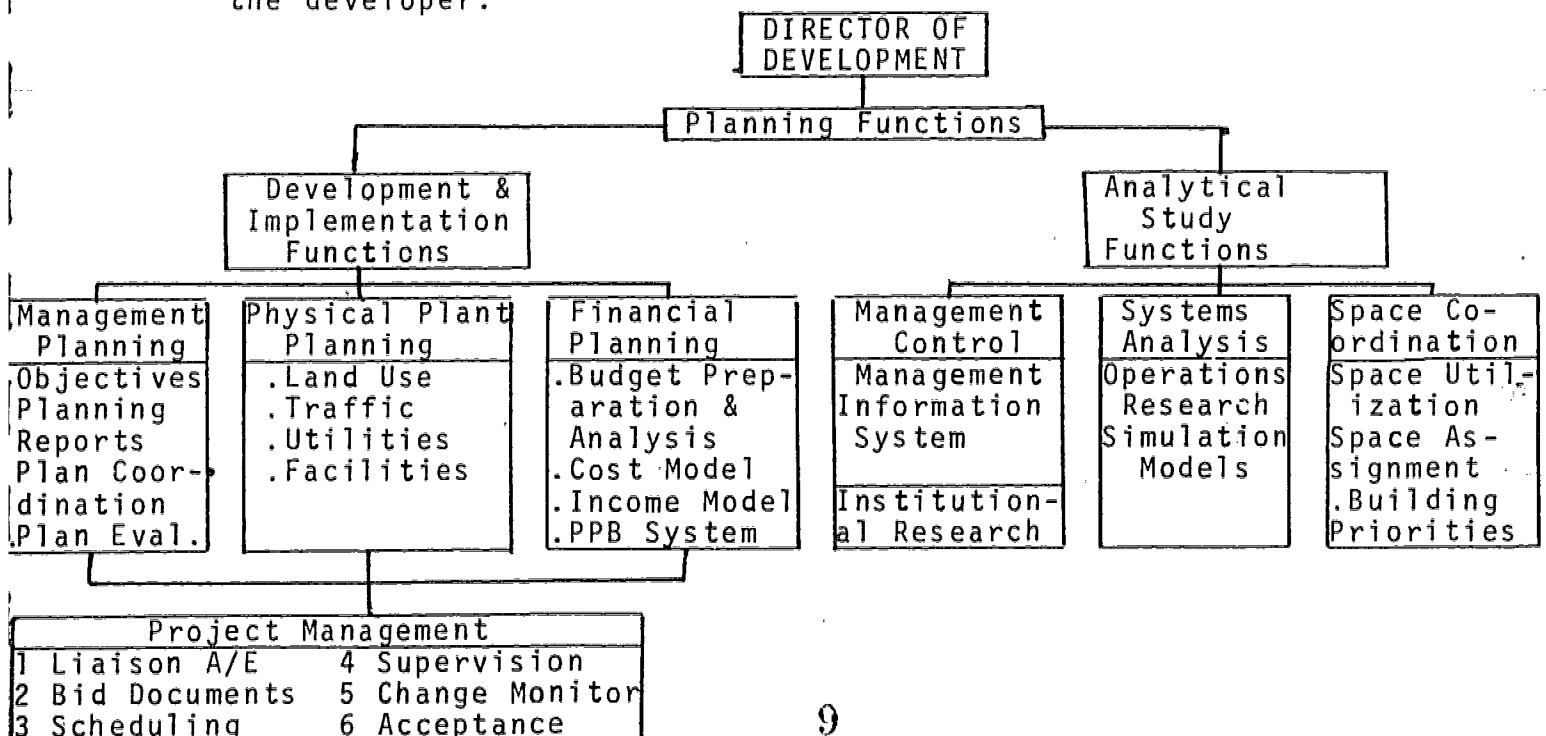 the developer.
DIRECTOR OF
DEVELOPMENT
Planning Functions
Development &
Implementation
Functions
Analytical
Study
Functions
Management
Planning
.Objectives
Planning
Reports
Plan Coor-
dination
.Plan Eval.
Physical Plant
Planning
.Land Use
.Traffic
.Utilities
.Facilities
Financial
Planning
.Budget Prep-
aration &
Analysis
.Cost Model
.Income Model
.PPB System
Management
Control
Management
Information
System
Institution-
al Research
Systems
Analysis
Operations
Research
Simulation
Models
Space Co-
ordination
Space Util-
ization
Space As-
signment
.Building
Priorities
Project Management
1 Liaison A/E 4 Supervision
2 Bid Documents 5 Change Monitor
3 Scheduling 6 Acceptance
9